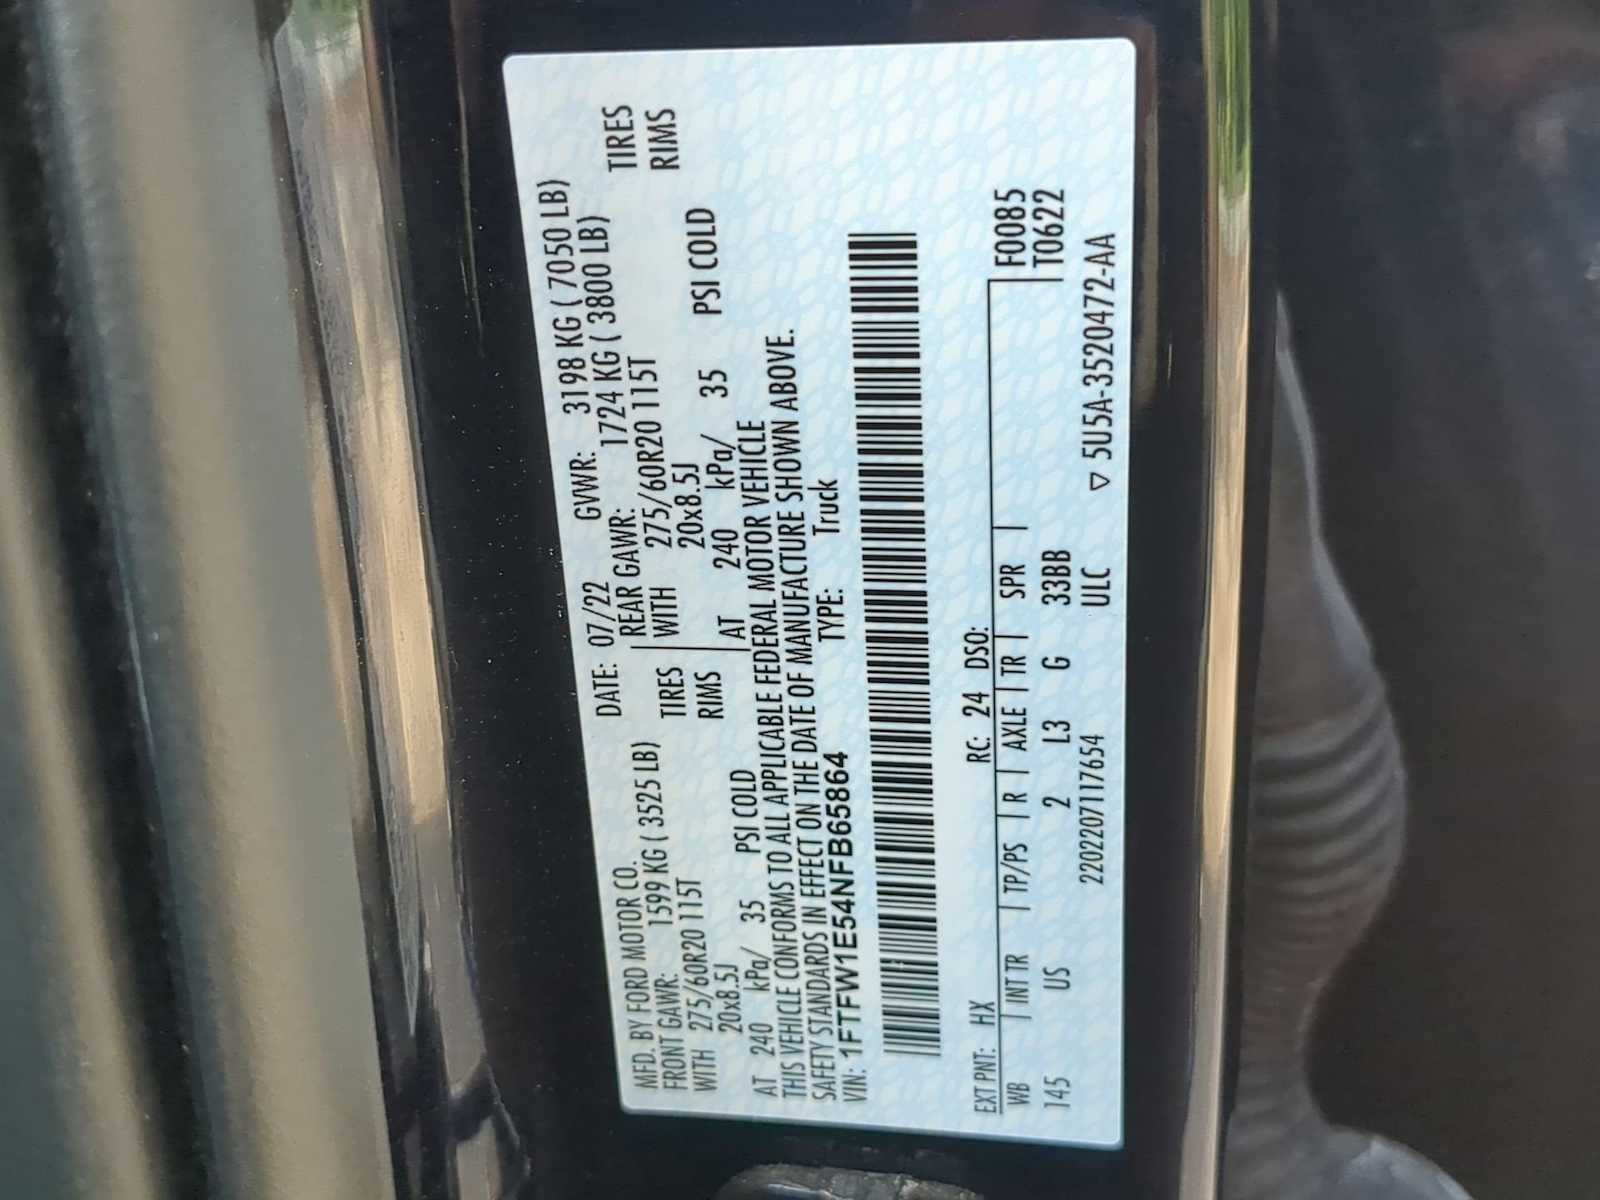 MFD. BY FORD MOTOR CO.
DATE: 07/22 GVWR: 3198 KG ( 7050 LB)
FRONT GAWR: 1599 KG ( 3525 LB) REAR GAWR: 1724 KG ( 3800 LB)
WITH 275/60R20 115T TIRES WITH 275/60R20 115T TIRES
20x8.5J RIMS 20x8.5J RIMS
AT 240 kPa/ 35 PSI COLD AT 240 kPa/ 35 PSI COLD
THIS VEHICLE CONFORMS TO ALL APPLICABLE FEDERAL MOTOR VEHICLE
SAFETY STANDARDS IN EFFECT ON THE DATE OF MANUFACTURE SHOWN ABOVE.
VIN: 1FTFW1E54NFB65864 TYPE: Truck
EXT PNT: HX RC: 24 DSO: F0085
WB | INT TR | TP/PS | R | AXLE | TR | SPR | T0622
145 US 2 L3 G 33BB
220220711​7654 ULC ▽ 5U5A-3520472-AA